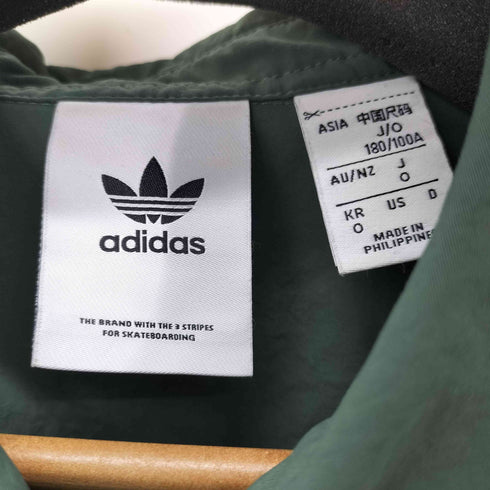 adidas
THE BRAND WITH THE 3 STRIPES
FOR SKATEBOARDING
ASIA 中国尺码
J/O
180/100A
AU/NZ J
O
KR US D
O
MADE IN
PHILIPPINE